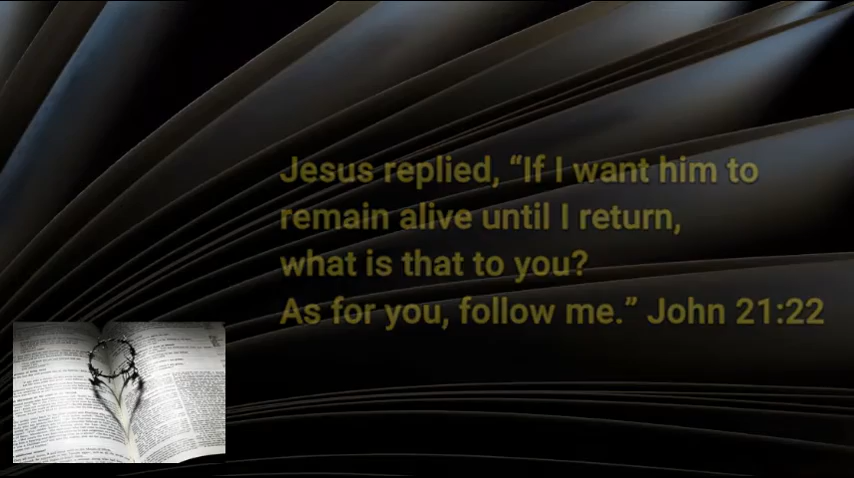 Jesus replied, “If I want him to
remain alive until I return,
what is that to you?
As for you, follow me.” John 21:22